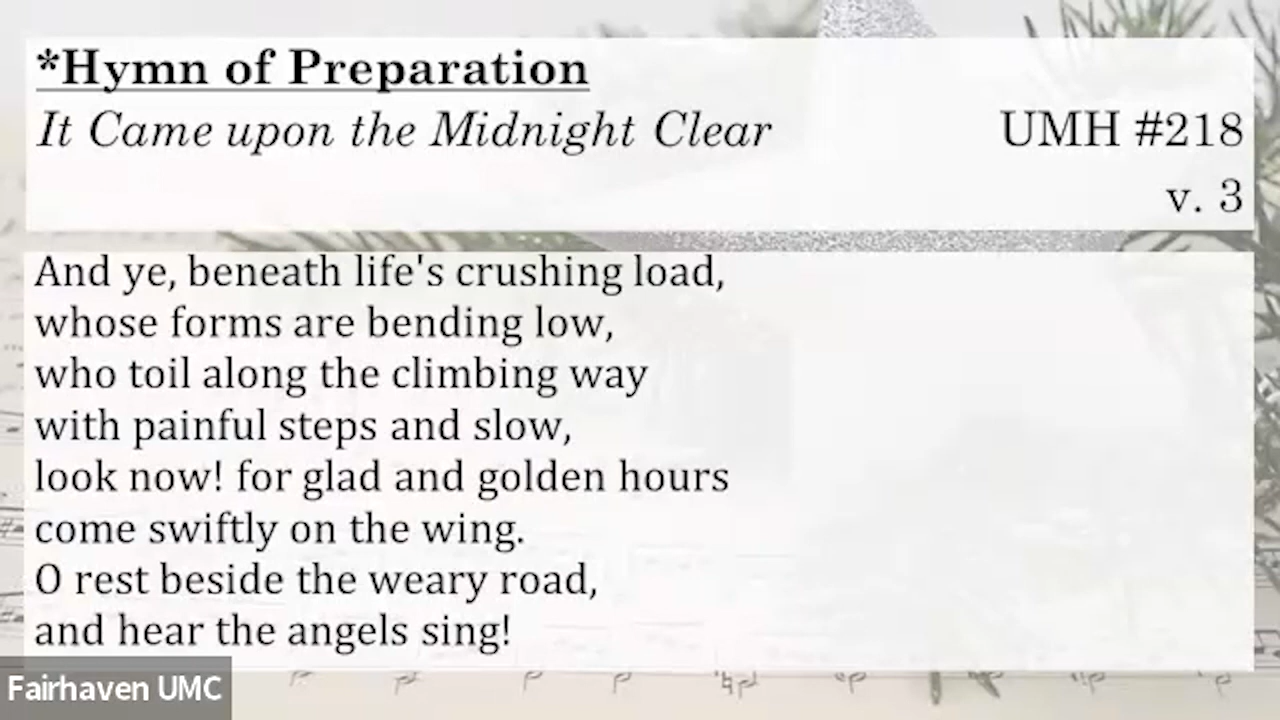 *Hymn of Preparation
It Came upon the Midnight Clear UMH #218
v. 3
And ye, beneath life's crushing load,
whose forms are bending low,
who toil along the climbing way
with painful steps and slow,
look now! for glad and golden hours
come swiftly on the wing.
O rest beside the weary road,
and hear the angels sing!
Fairhaven UMC